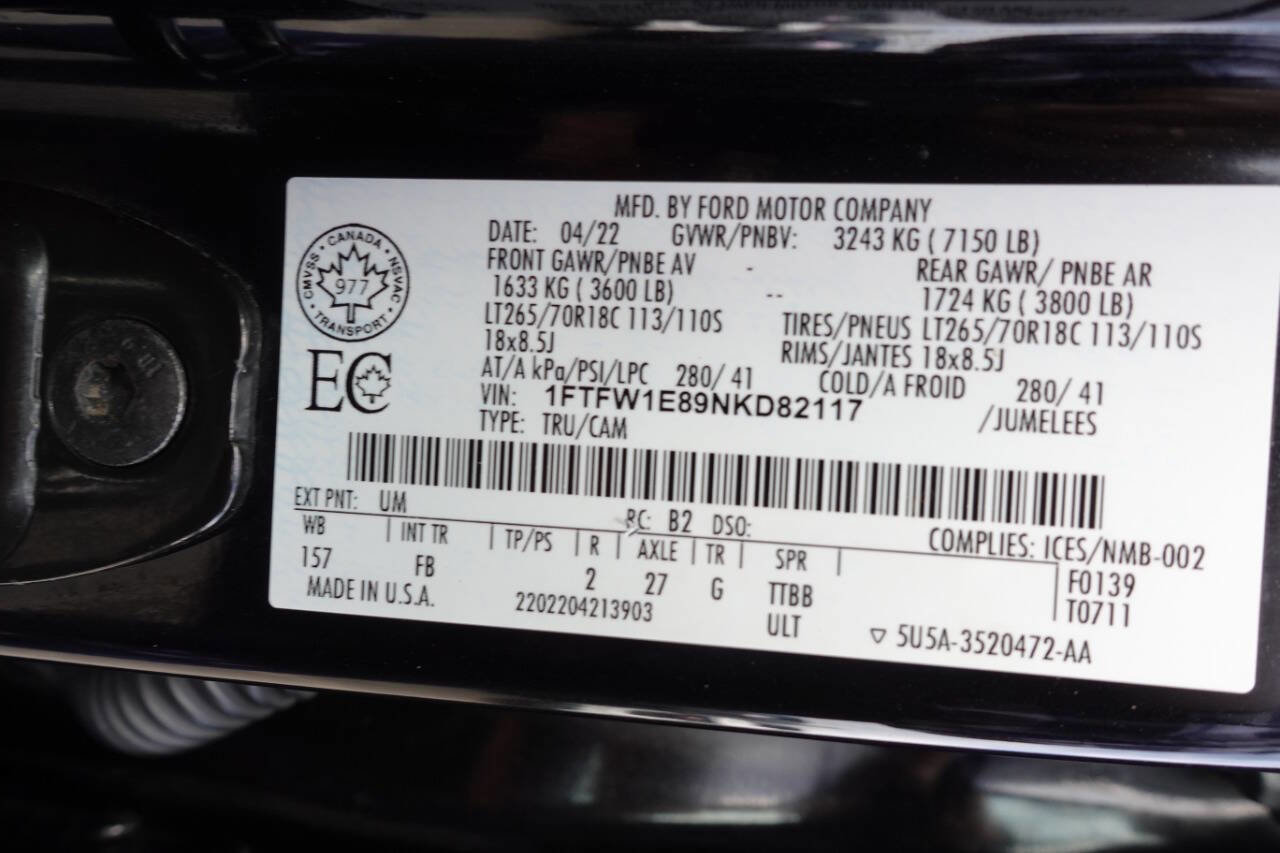 MFD. BY FORD MOTOR COMPANY
DATE: 04/22 GVWR/PNBV: 3243 KG ( 7150 LB)
FRONT GAWR/PNBE AV - REAR GAWR/ PNBE AR
1633 KG ( 3600 LB) -- 1724 KG ( 3800 LB)
LT265/70R18C 113/110S TIRES/PNEUS LT265/70R18C 113/110S
18x8.5J RIMS/JANTES 18x8.5J
AT/A kPa/PSI/LPC 280/ 41 COLD/A FROID 280/ 41
VIN: 1FTFW1E89NKD82117 /JUMELEES
TYPE: TRU/CAM
CANADA
CMVSS • NSVAC
977
TRANSPORT
EC
EXT PNT: UM RC: B2 DSO:
WB | INT TR | TP/PS | R | AXLE | TR | SPR | COMPLIES: ICES/NMB-002
157 FB 2 27 G TTBB F0139
MADE IN U.S.A. 2202204213903 ULT T0711
5U5A-3520472-AA